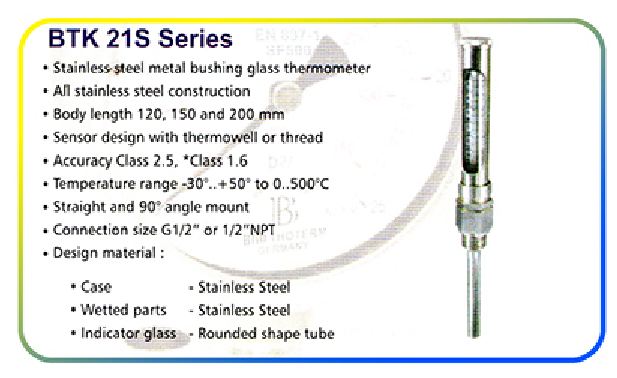 BTK 21S Series
• Stainless steel metal bushing glass thermometer
• All stainless steel construction
• Body length 120, 150 and 200 mm
• Sensor design with thermowell or thread
• Accuracy Class 2.5, *Class 1.6
• Temperature range -30°..+50° to 0..500°C
• Straight and 90° angle mount
• Connection size G1/2" or 1/2"NPT
• Design material :
• Case - Stainless Steel
• Wetted parts - Stainless Steel
• Indicator glass - Rounded shape tube
GERMANY